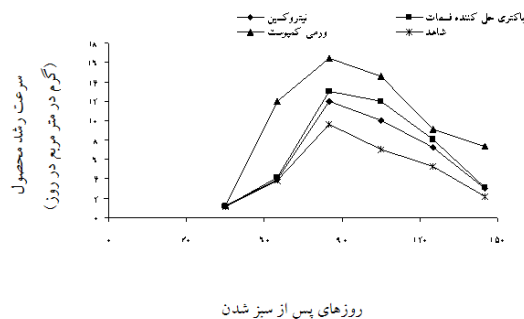 نیتروکسین باکتری حل کننده فسفات
ورمی کمپوست شاهد
سرعت رشد محصول
(گرم در متر مربع در روز)
۱۸
۱۶
۱۴
۱۲
۱۰
۸
۶
۴
۲
۰
۰ ۳۰ ۶۰ ۹۰ ۱۲۰ ۱۵۰
روزهای پس از سبز شدن